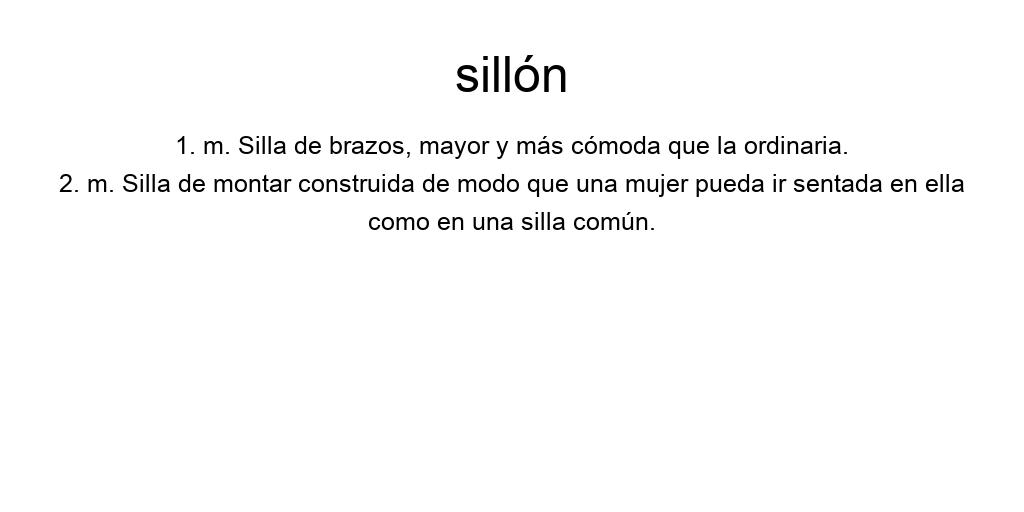 sillón
1. m. Silla de brazos, mayor y más cómoda que la ordinaria.
2. m. Silla de montar construida de modo que una mujer pueda ir sentada en ella
como en una silla común.